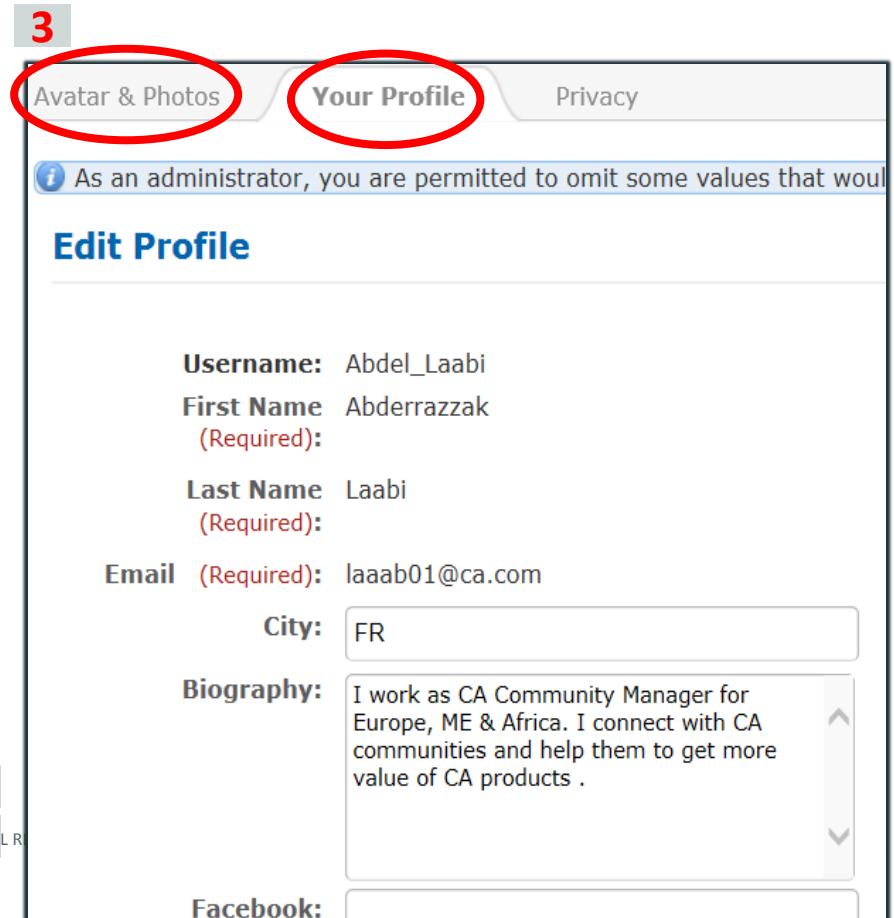 3
Avatar & Photos Your Profile Privacy
As an administrator, you are permitted to omit some values that
Edit Profile
Username: Abdel_Laabi
First Name Abderrazzak
(Required):
Last Name Laabi
(Required):
Email (Required): laaab01@ca.com
City: FR
Biography: I work as CA Community Manager for
Europe, ME & Africa. I connect with CA
communities and help them to get more
value of CA products .
Facebook: